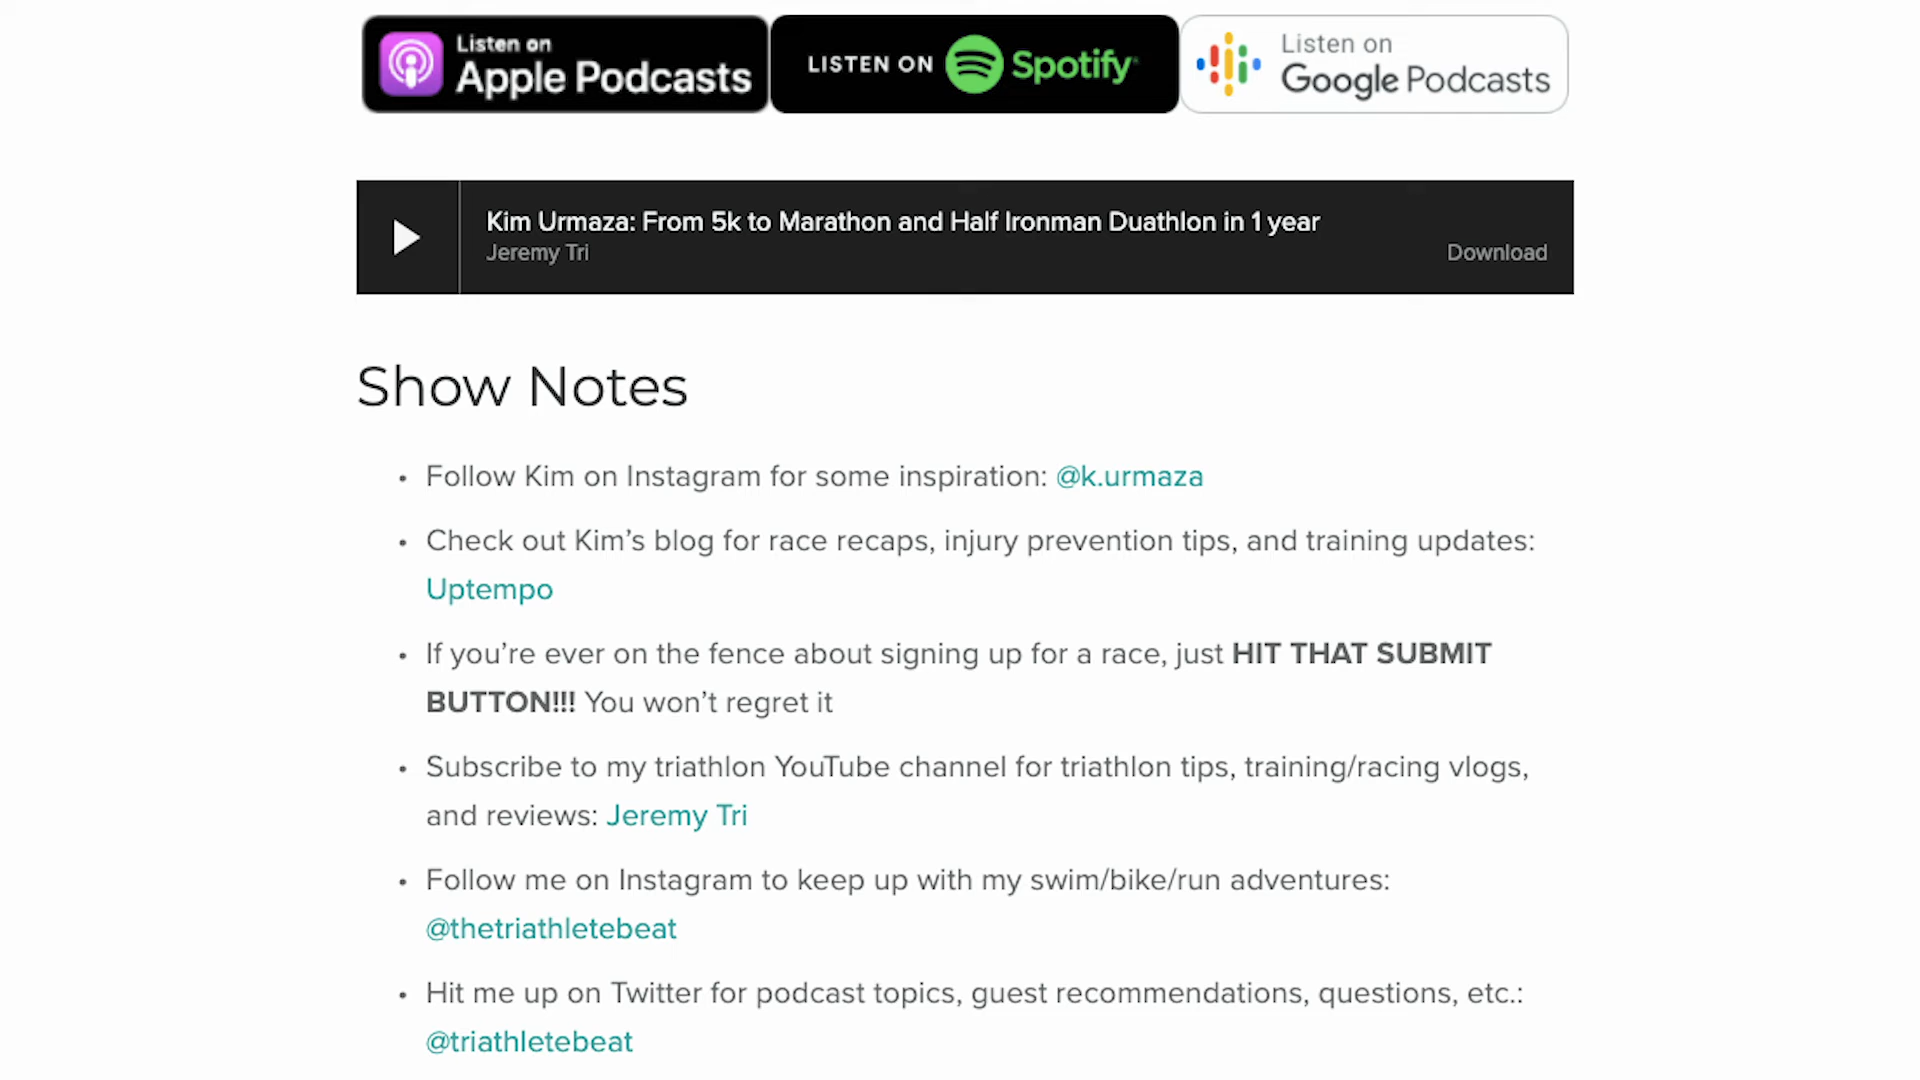 Listen on
Apple Podcasts
LISTEN ON Spotify
Listen on
Google Podcasts
Kim Urmaza: From 5k to Marathon and Half Ironman Duathlon in 1 year
Jeremy Tri
Download
Show Notes
• Follow Kim on Instagram for some inspiration: @k.urmaza
• Check out Kim’s blog for race recaps, injury prevention tips, and training updates:
Uptempo
• If you’re ever on the fence about signing up for a race, just HIT THAT SUBMIT
BUTTON!!! You won’t regret it
• Subscribe to my triathlon YouTube channel for triathlon tips, training/racing vlogs,
and reviews: Jeremy Tri
• Follow me on Instagram to keep up with my swim/bike/run adventures:
@thetriathletebeat
• Hit me up on Twitter for podcast topics, guest recommendations, questions, etc.:
@triathletebeat